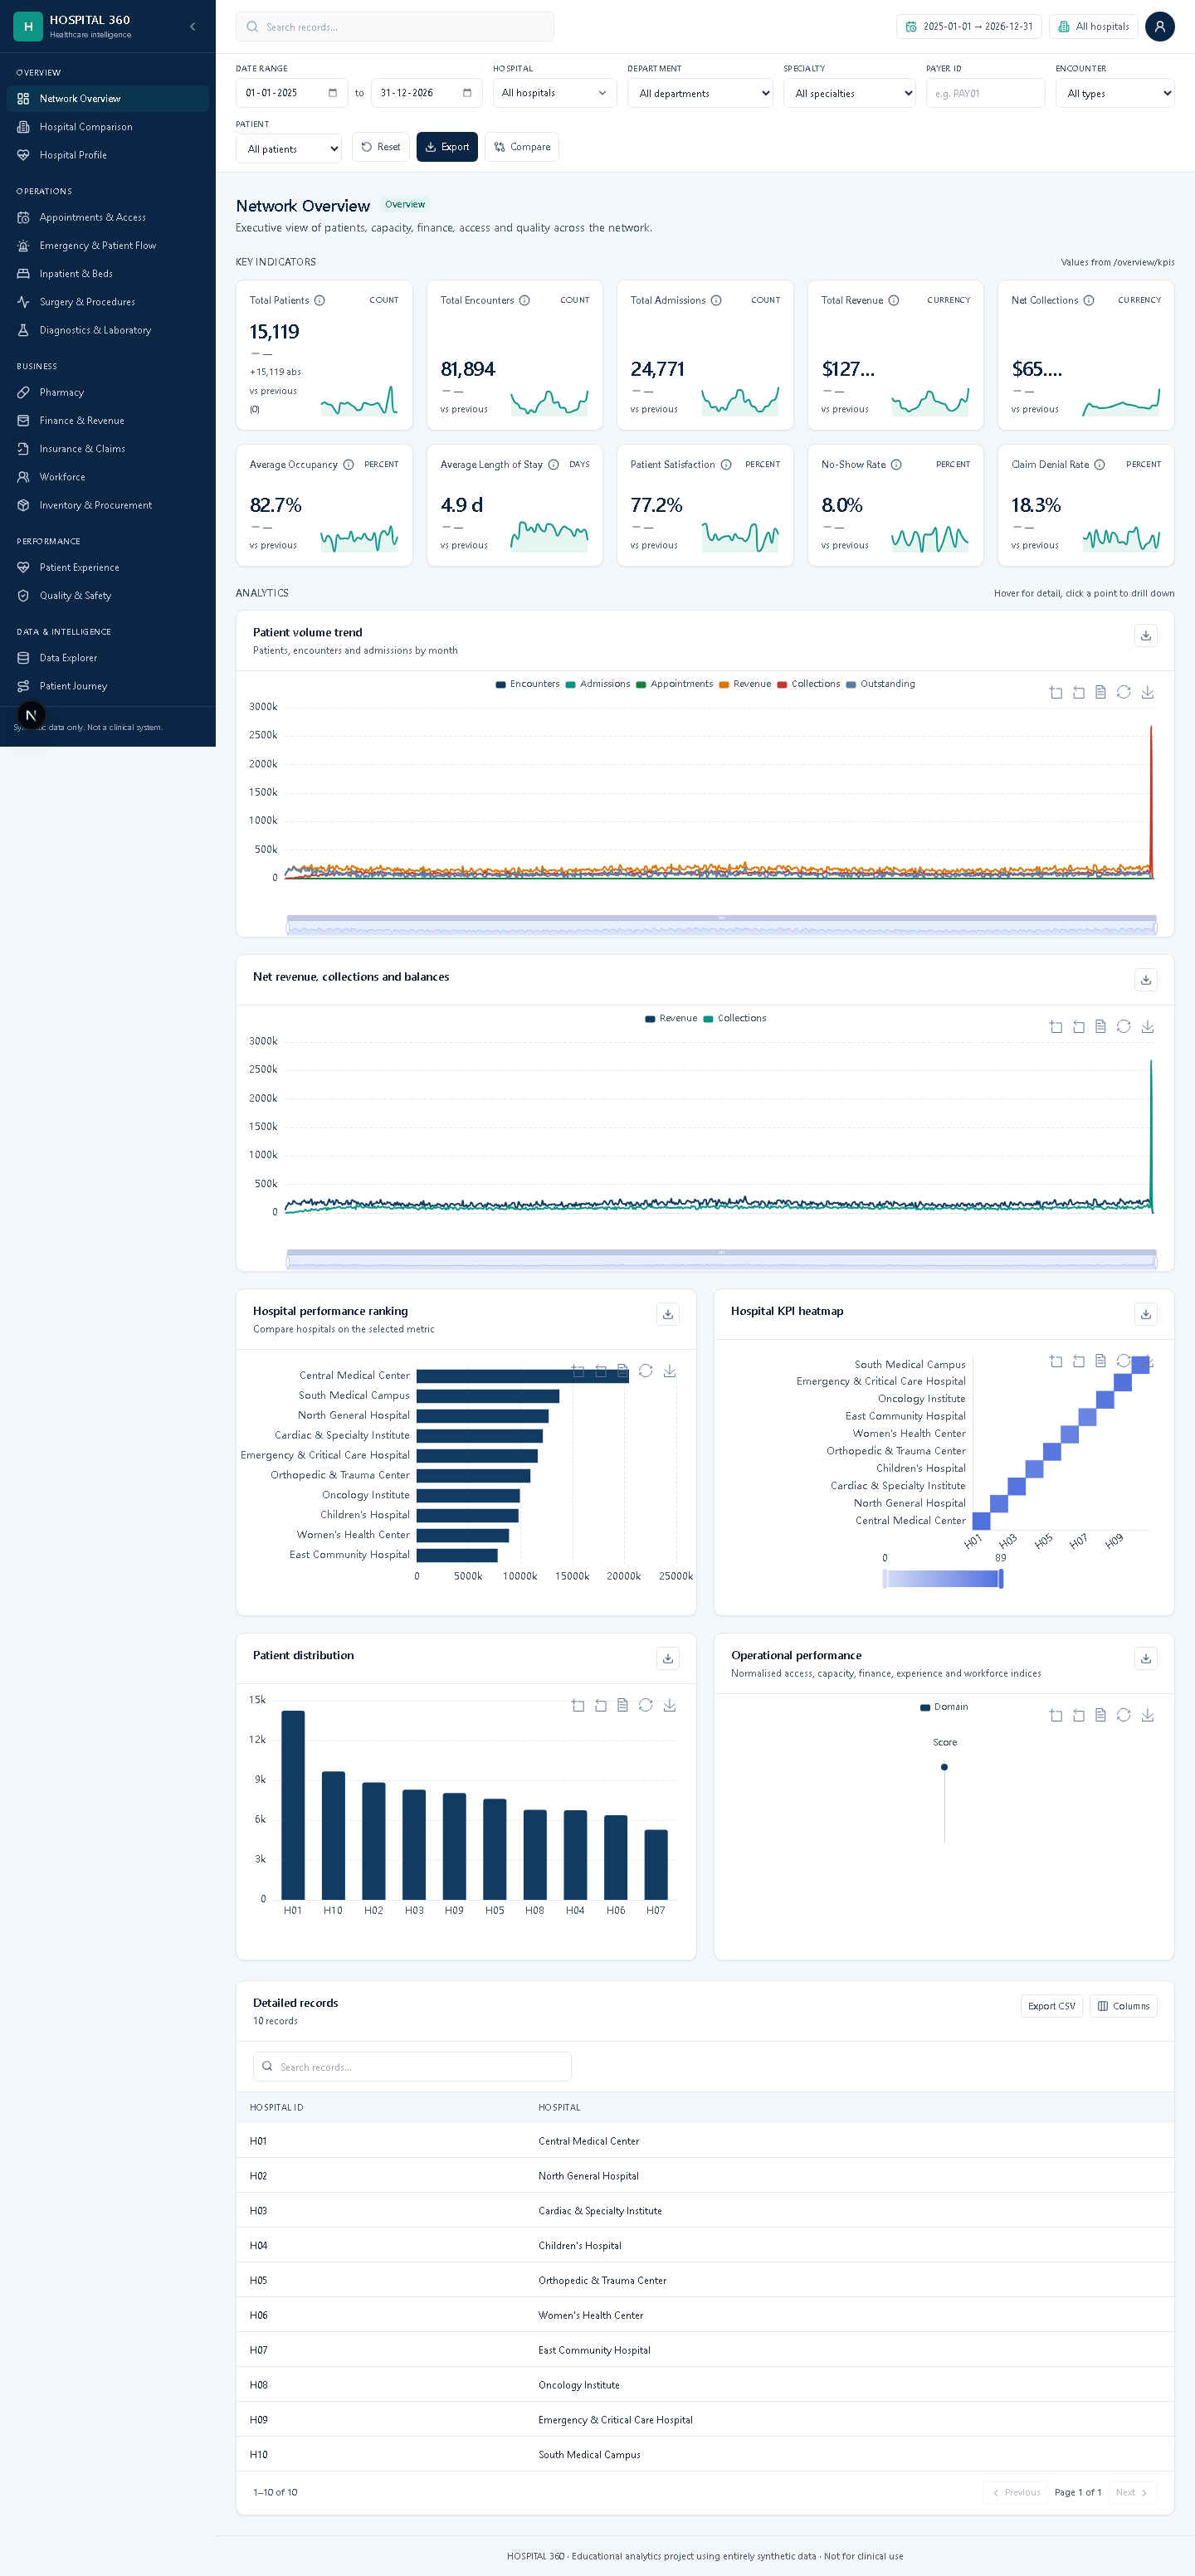 H
HOSPITAL 360
Healthcare intelligence
OVERVIEW
Network Overview
Hospital Comparison
Hospital Profile
OPERATIONS
Appointments & Access
Emergency & Patient Flow
Inpatient & Beds
Surgery & Procedures
Diagnostics & Laboratory
BUSINESS
Pharmacy
Finance & Revenue
Insurance & Claims
Workforce
Inventory & Procurement
PERFORMANCE
Patient Experience
Quality & Safety
DATA & INTELLIGENCE
Data Explorer
Patient Journey
N
data only. Not a clinical system.
Search records...
2025-01-01 → 2026-12-31
All hospitals
DATE RANGE
01-01-2025 to 31-12-2026
HOSPITAL
All hospitals
DEPARTMENT
All departments
SPECIALTY
All specialties
PAYER ID
e.g. PAY01
ENCOUNTER
All types
PATIENT
All patients
Reset
Export
Compare
Network Overview Overview
Executive view of patients, capacity, finance, access and quality across the network.
KEY INDICATORS
Values from /overview/kpis
Total Patients COUNT
15,119
— —
+15,119 abs
vs previous
(0)
Total Encounters COUNT
81,894
— —
vs previous
Total Admissions COUNT
24,771
— —
vs previous
Total Revenue CURRENCY
$127...
— —
vs previous
Net Collections CURRENCY
$65....
— —
vs previous
Average Occupancy PERCENT
82.7%
— —
vs previous
Average Length of Stay DAYS
4.9 d
— —
vs previous
Patient Satisfaction PERCENT
77.2%
— —
vs previous
No-Show Rate PERCENT
8.0%
— —
vs previous
Claim Denial Rate PERCENT
18.3%
— —
vs previous
ANALYTICS
Hover for detail, click a point to drill down
Patient volume trend
Patients, encounters and admissions by month
Encounters Admissions Appointments Revenue Collections Outstanding
3000k
2500k
2000k
1500k
1000k
500k
0
Net revenue, collections and balances
Revenue Collections
3000k
2500k
2000k
1500k
1000k
500k
0
Hospital performance ranking
Compare hospitals on the selected metric
Central Medical Center
South Medical Campus
North General Hospital
Cardiac & Specialty Institute
Emergency & Critical Care Hospital
Orthopedic & Trauma Center
Oncology Institute
Children's Hospital
Women's Health Center
East Community Hospital
0 5000k 10000k 15000k 20000k 25000k
Hospital KPI heatmap
South Medical Campus
Emergency & Critical Care Hospital
Oncology Institute
East Community Hospital
Women's Health Center
Orthopedic & Trauma Center
Children's Hospital
Cardiac & Specialty Institute
North General Hospital
Central Medical Center
H01 H03 H05 H07 H09
0 89
Patient distribution
15k
12k
9k
6k
3k
0
H01 H10 H02 H03 H09 H05 H08 H04 H06 H07
Operational performance
Normalised access, capacity, finance, experience and workforce indices
Domain
Score
Detailed records
10 records
Export CSV
Columns
Search records...
HOSPITAL ID HOSPITAL
H01 Central Medical Center
H02 North General Hospital
H03 Cardiac & Specialty Institute
H04 Children's Hospital
H05 Orthopedic & Trauma Center
H06 Women's Health Center
H07 East Community Hospital
H08 Oncology Institute
H09 Emergency & Critical Care Hospital
H10 South Medical Campus
1–10 of 10
Previous Page 1 of 1 Next
HOSPITAL 360 · Educational analytics project using entirely synthetic data · Not for clinical use